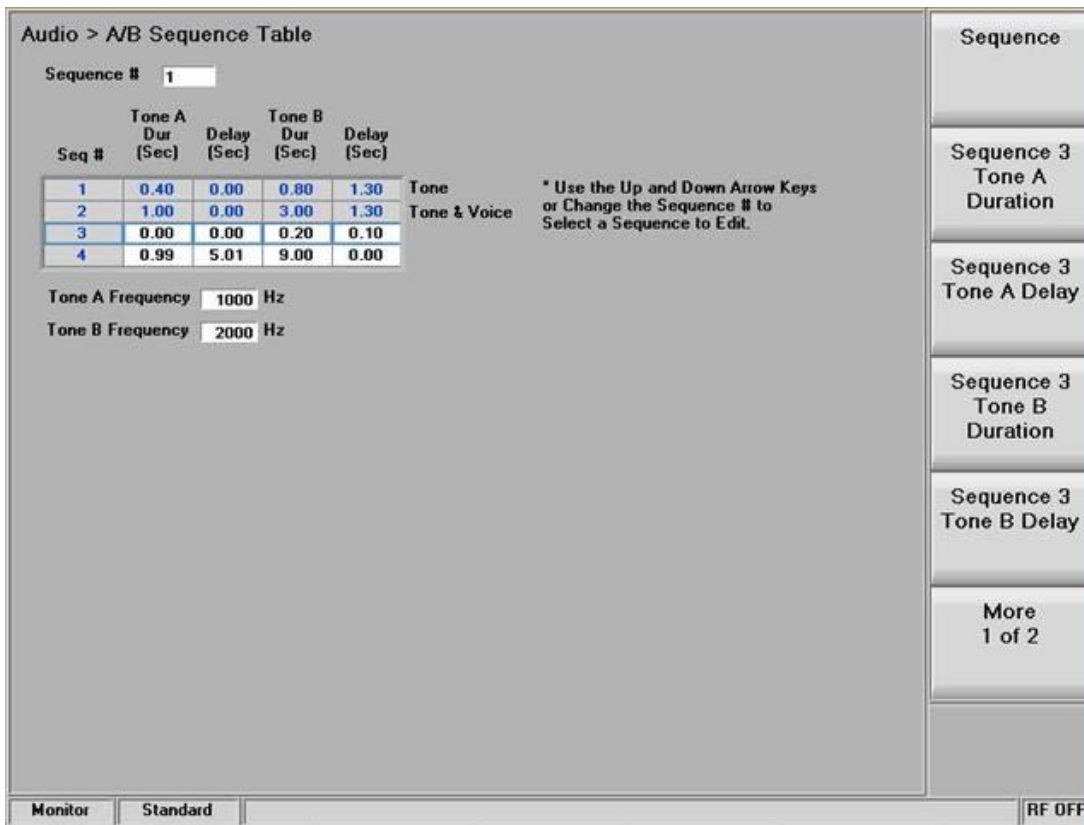 Audio > A/B Sequence Table
Sequence # 1
Tone A Tone B
Dur Delay Dur Delay
Seq # (Sec) (Sec) (Sec) (Sec)
1 0.40 0.00 0.80 1.30 Tone
2 1.00 0.00 3.00 1.30 Tone & Voice
3 0.00 0.00 0.20 0.10
4 0.99 5.01 9.00 0.00
* Use the Up and Down Arrow Keys
or Change the Sequence # to
Select a Sequence to Edit.
Tone A Frequency 1000 Hz
Tone B Frequency 2000 Hz
Sequence
Sequence 3
Tone A
Duration
Sequence 3
Tone A Delay
Sequence 3
Tone B
Duration
Sequence 3
Tone B Delay
More
1 of 2
Monitor Standard RF OFF